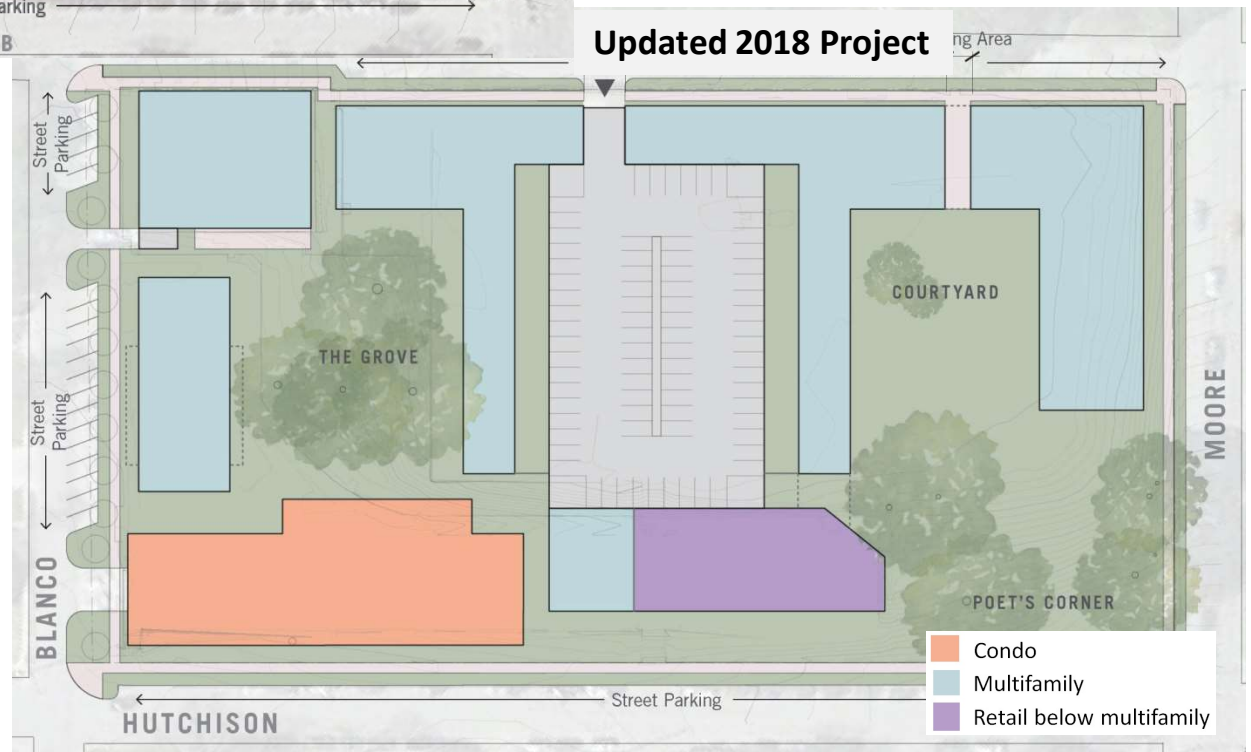 arking
B
Updated 2018 Project
ng Area
Street
Parking
COURTYARD
THE GROVE
Street
Parking
MOORE
BLANCO
POET'S CORNER
Condo
Multifamily
Retail below multifamily
Street Parking
HUTCHISON